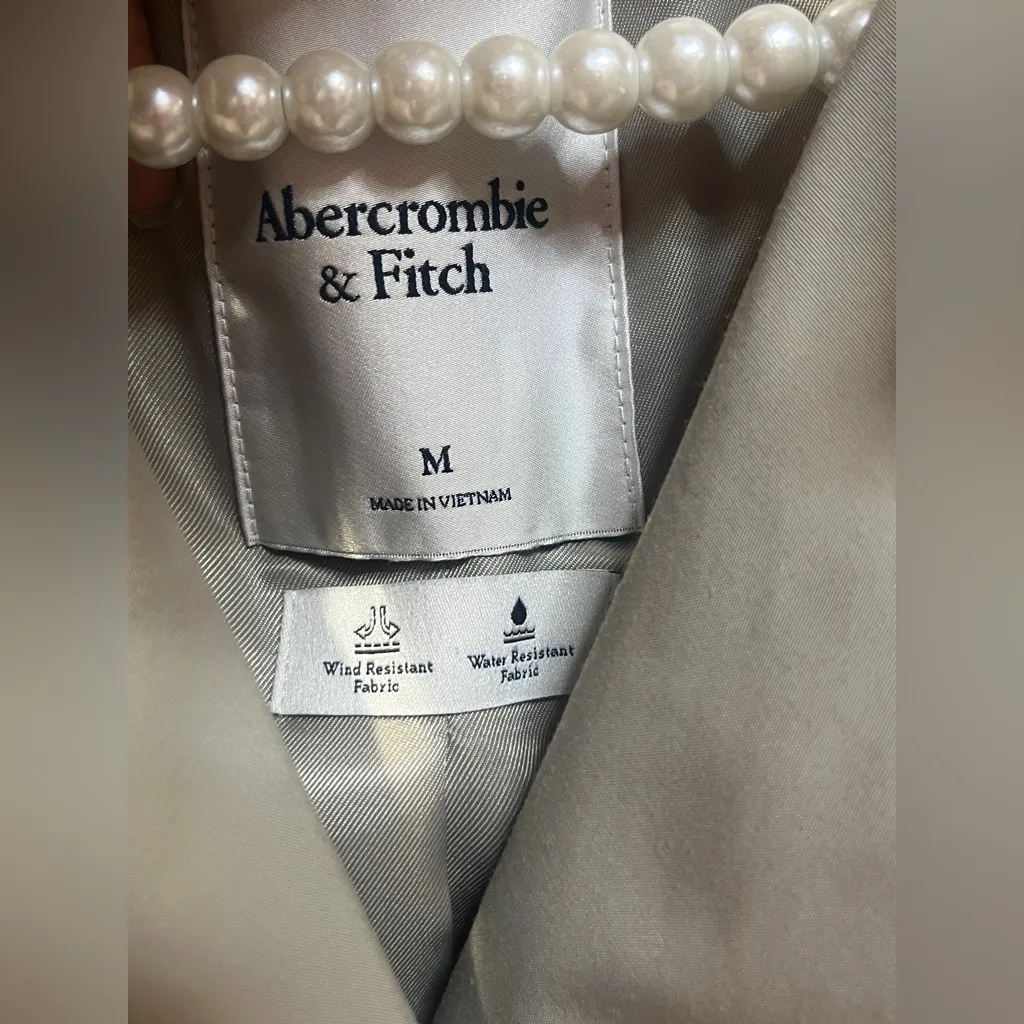 Abercrombie
& Fitch
M
MADE IN VIETNAM
Wind Resistant
Fabric
Water Resistant
Fabric